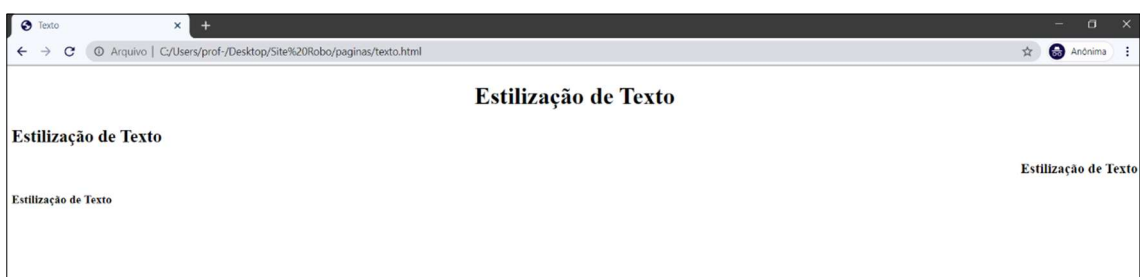 Texto
Arquivo | C:/Users/prof-/Desktop/Site%20Robo/paginas/texto.html
Anônima
Estilização de Texto
Estilização de Texto
Estilização de Texto
Estilização de Texto